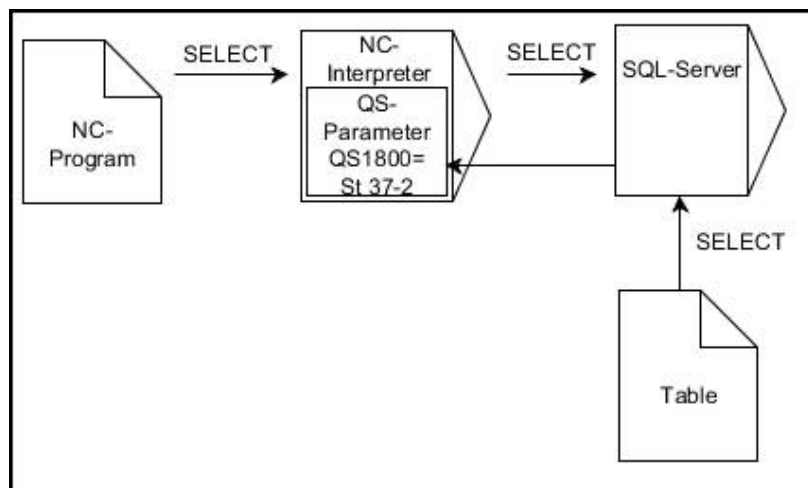 SELECT
NC-
Interpreter
SELECT
SQL-Server
NC-
Program
QS-
Parameter
QS1800=
St 37-2
SELECT
Table